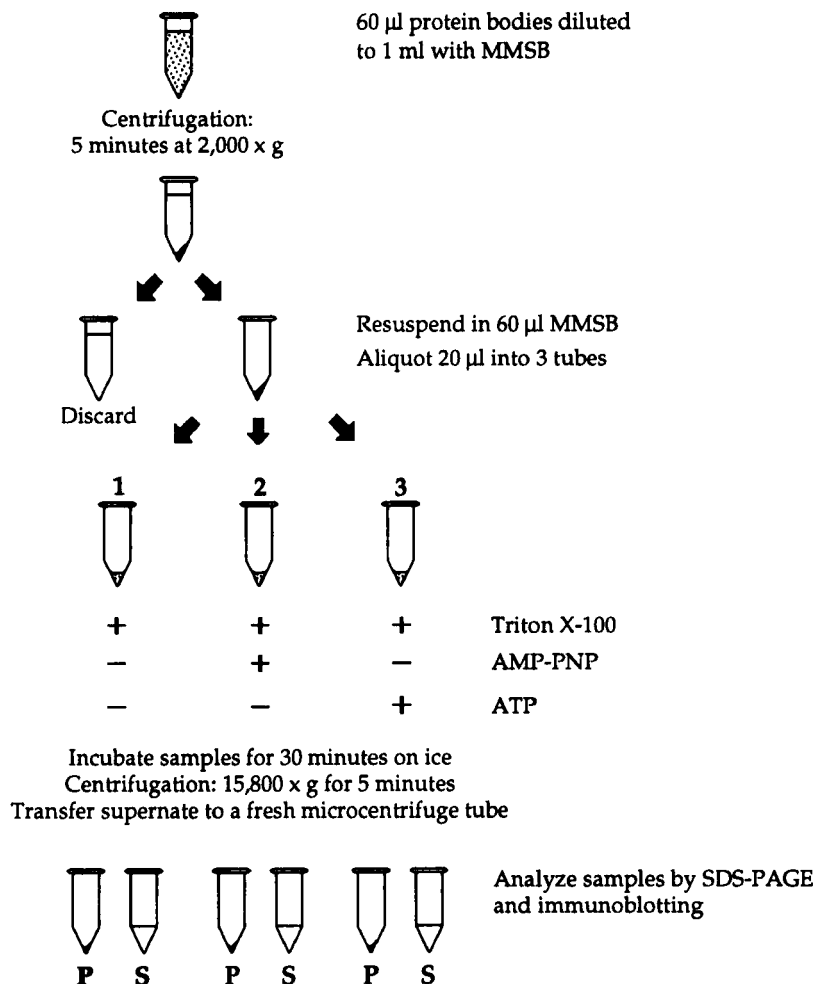 60 µl protein bodies diluted
to 1 ml with MMSB
Centrifugation:
5 minutes at 2,000 x g
Resuspend in 60 µl MMSB
Aliquot 20 µl into 3 tubes
Discard
1 2 3
+ + + Triton X-100
− + − AMP-PNP
− − + ATP
Incubate samples for 30 minutes on ice
Centrifugation: 15,800 x g for 5 minutes
Transfer supernate to a fresh microcentrifuge tube
Analyze samples by SDS-PAGE
and immunoblotting
P S P S P S